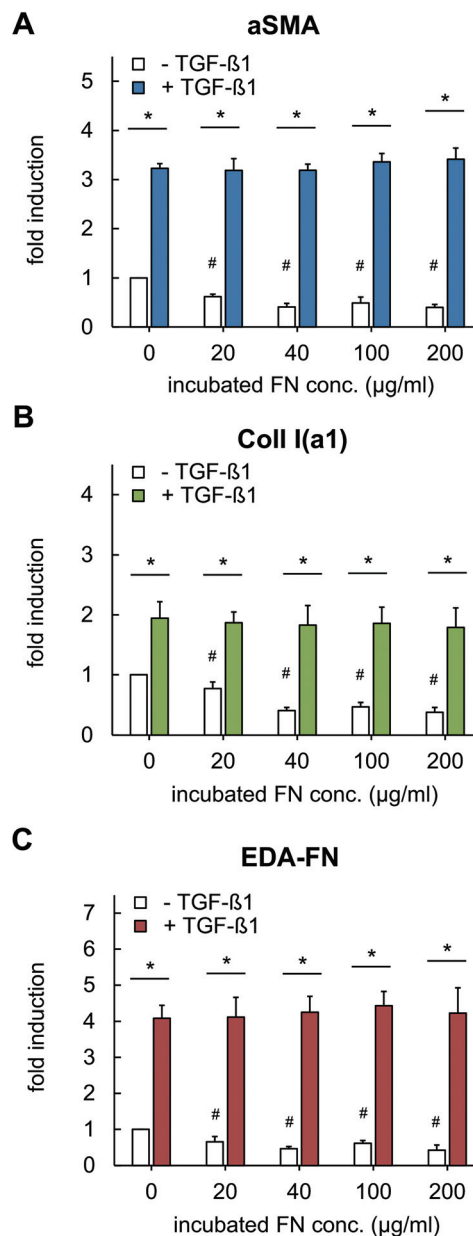 A
aSMA
- TGF-ß1
+ TGF-ß1
5
4
3
2
1
0
fold induction
* * * * *
# # # #
0 20 40 100 200
incubated FN conc. (µg/ml)
B
Coll I(a1)
- TGF-ß1
+ TGF-ß1
4
3
2
1
0
fold induction
* * * * *
# # # #
0 20 40 100 200
incubated FN conc. (µg/ml)
C
EDA-FN
- TGF-ß1
+ TGF-ß1
7
6
5
4
3
2
1
0
fold induction
* * * * *
# # # #
0 20 40 100 200
incubated FN conc. (µg/ml)